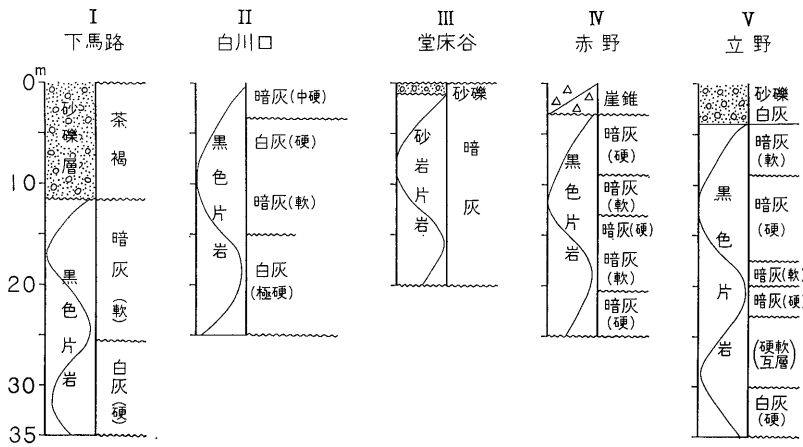 I
下馬路
II
白川口
III
堂床谷
IV
赤野
V
立野
0m
10
20
30
35
砂礫層
茶褐
黒色片岩
暗灰(軟)
白灰(硬)
黒色片岩
暗灰(中硬)
白灰(硬)
暗灰(軟)
白灰
(極硬)
砂礫
砂岩片岩
暗灰
崖錐
黒色片岩
暗灰
(硬)
暗灰
(軟)
暗灰(硬)
暗灰
(軟)
暗灰
(硬)
砂礫
白灰
黒色片岩
暗灰
(軟)
暗灰
(硬)
暗灰(軟)
暗灰(硬)
(硬軟
互層)
白灰
(硬)